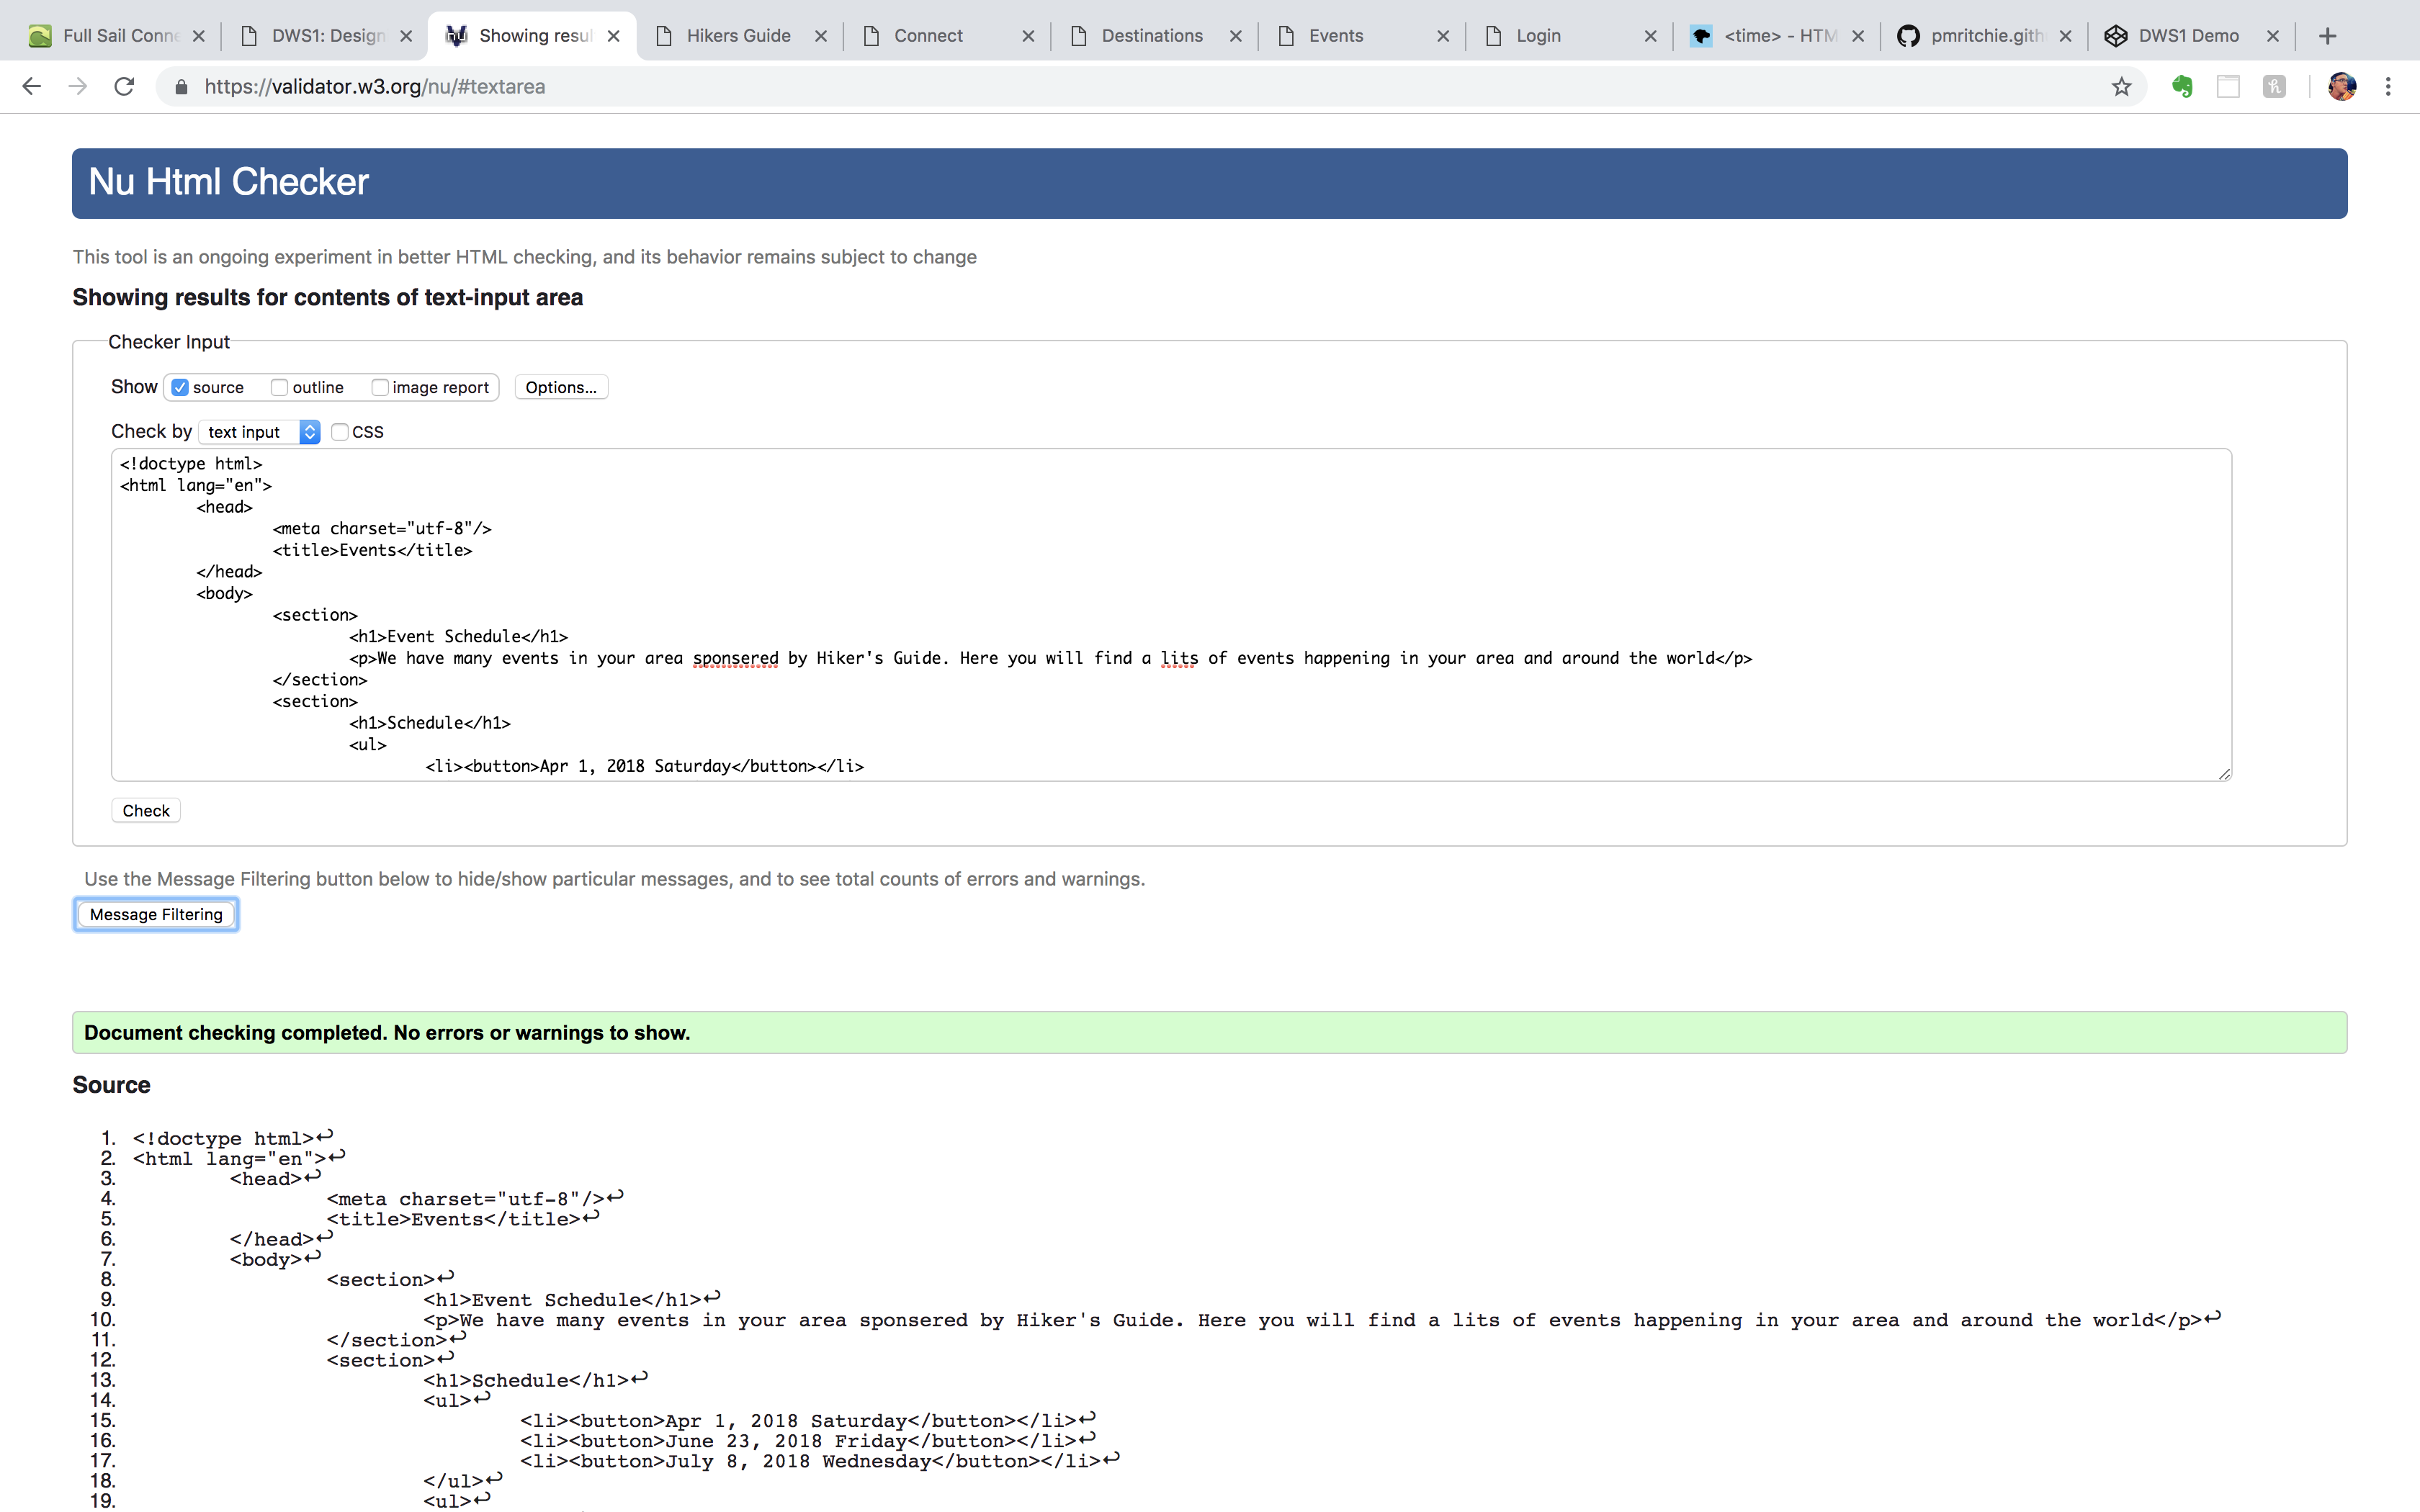 Full Sail Conne
DWS1: Design
Showing resul
Hikers Guide
Connect
Destinations
Events
Login
<time> - HTM
pmritchie.gith
DWS1 Demo
https://validator.w3.org/nu/#textarea
Nu Html Checker
This tool is an ongoing experiment in better HTML checking, and its behavior remains subject to change
Showing results for contents of text-input area
Checker Input
Show source outline image report Options...
Check by text input CSS
<!doctype html>
<html lang="en">
<head>
<meta charset="utf-8"/>
<title>Events</title>
</head>
<body>
<section>
<h1>Event Schedule</h1>
<p>We have many events in your area sponsered by Hiker's Guide. Here you will find a lits of events happening in your area and around the world</p>
</section>
<section>
<h1>Schedule</h1>
<ul>
<li><button>Apr 1, 2018 Saturday</button></li>
Check
Use the Message Filtering button below to hide/show particular messages, and to see total counts of errors and warnings.
Message Filtering
Document checking completed. No errors or warnings to show.
Source
1. <!doctype html>↩
2. <html lang="en">↩
3. <head>↩
4. <meta charset="utf-8"/>↩
5. <title>Events</title>↩
6. </head>↩
7. <body>↩
8. <section>↩
9. <h1>Event Schedule</h1>↩
10. <p>We have many events in your area sponsered by Hiker's Guide. Here you will find a lits of events happening in your area and around the world</p>↩
11. </section>↩
12. <section>↩
13. <h1>Schedule</h1>↩
14. <ul>↩
15. <li><button>Apr 1, 2018 Saturday</button></li>↩
16. <li><button>June 23, 2018 Friday</button></li>↩
17. <li><button>July 8, 2018 Wednesday</button></li>↩
18. </ul>↩
19. <ul>↩